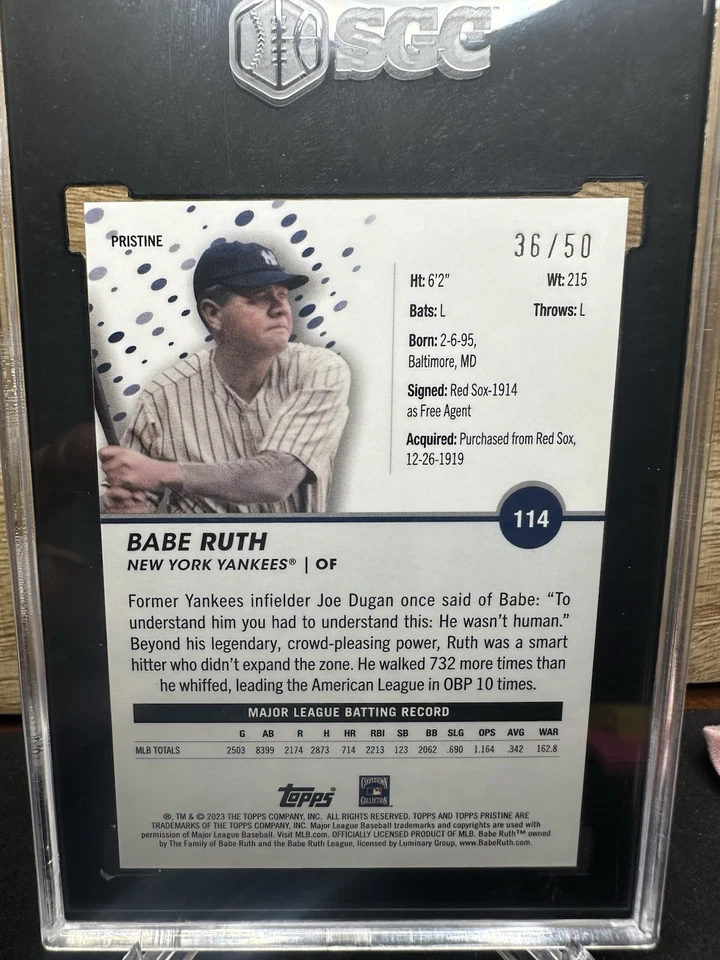 SGC
PRISTINE
36/50
Ht: 6'2" Wt: 215
Bats: L Throws: L
Born: 2-6-95,
Baltimore, MD
Signed: Red Sox-1914
as Free Agent
Acquired: Purchased from Red Sox,
12-26-1919
114
BABE RUTH
NEW YORK YANKEES® | OF
Former Yankees infielder Joe Dugan once said of Babe: “To
understand him you had to understand this: He wasn’t human.”
Beyond his legendary, crowd-pleasing power, Ruth was a smart
hitter who didn’t expand the zone. He walked 732 more times than
he whiffed, leading the American League in OBP 10 times.
MAJOR LEAGUE BATTING RECORD
G AB R H HR RBI SB BB SLG OPS AVG WAR
MLB TOTALS 2503 8399 2174 2873 714 2213 123 2062 .690 1.164 .342 162.8
Topps
COOPERSTOWN
COLLECTION
®, TM & © 2023 THE TOPPS COMPANY, INC. ALL RIGHTS RESERVED. TOPPS AND TOPPS PRISTINE ARE
TRADEMARKS OF THE TOPPS COMPANY, INC. Major League Baseball trademarks and copyrights are used with
permission of Major League Baseball. Visit MLB.com. OFFICIALLY LICENSED PRODUCT OF MLB. Babe Ruth™ owned
by The Family of Babe Ruth and the Babe Ruth League, licensed by Luminary Group, www.BabeRuth.com.